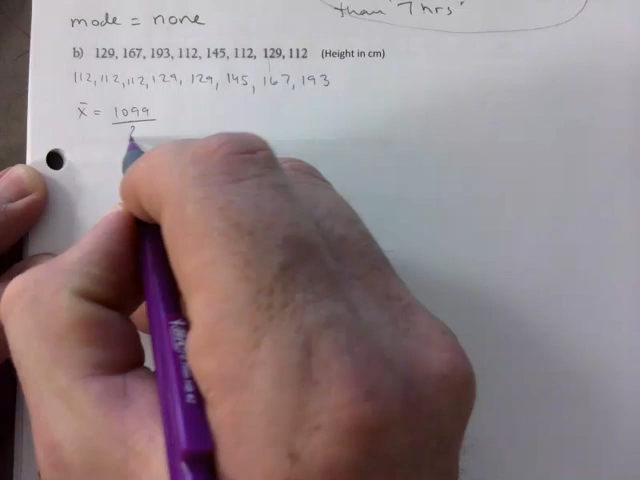 than "7 hrs"
mode = none
b) 129, 167, 193, 112, 145, 112, 129, 112 (Height in cm)
112, 112, 112, 129, 129, 145, 167, 193
x̄ = 1099